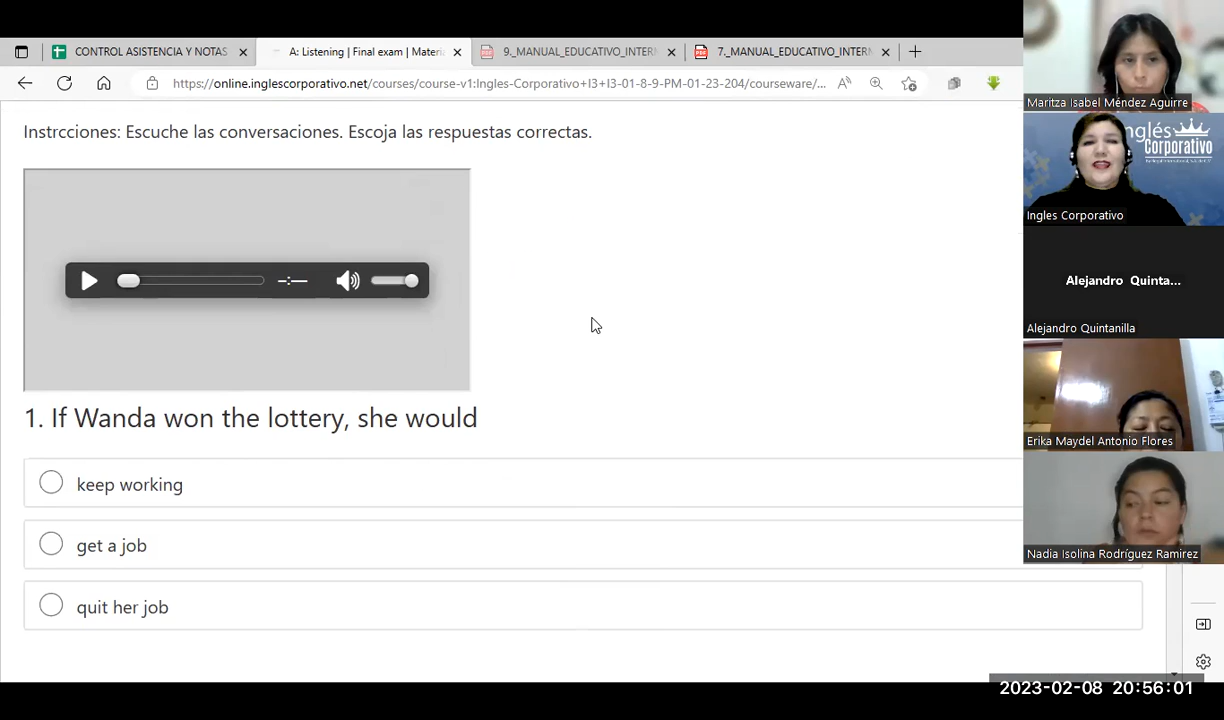 CONTROL ASISTENCIA Y NOTAS
A: Listening | Final exam | Materi
9._MANUAL_EDUCATIVO_INTERN
7._MANUAL_EDUCATIVO_INTERN
https://online.inglescorporativo.net/courses/course-v1:Ingles-Corporativo+I3+I3-01-8-9-PM-01-23-204/courseware/...
Instrcciones: Escuche las conversaciones. Escoja las respuestas correctas.
-:--
1. If Wanda won the lottery, she would
keep working
get a job
quit her job
Maritza Isabel Méndez Aguirre
Inglés
Corporativo
Ingles Corporativo
Alejandro Quinta...
Alejandro Quintanilla
Erika Maydel Antonio Flores
Nadia Isolina Rodríguez Ramirez
2023-02-08 20:56:01